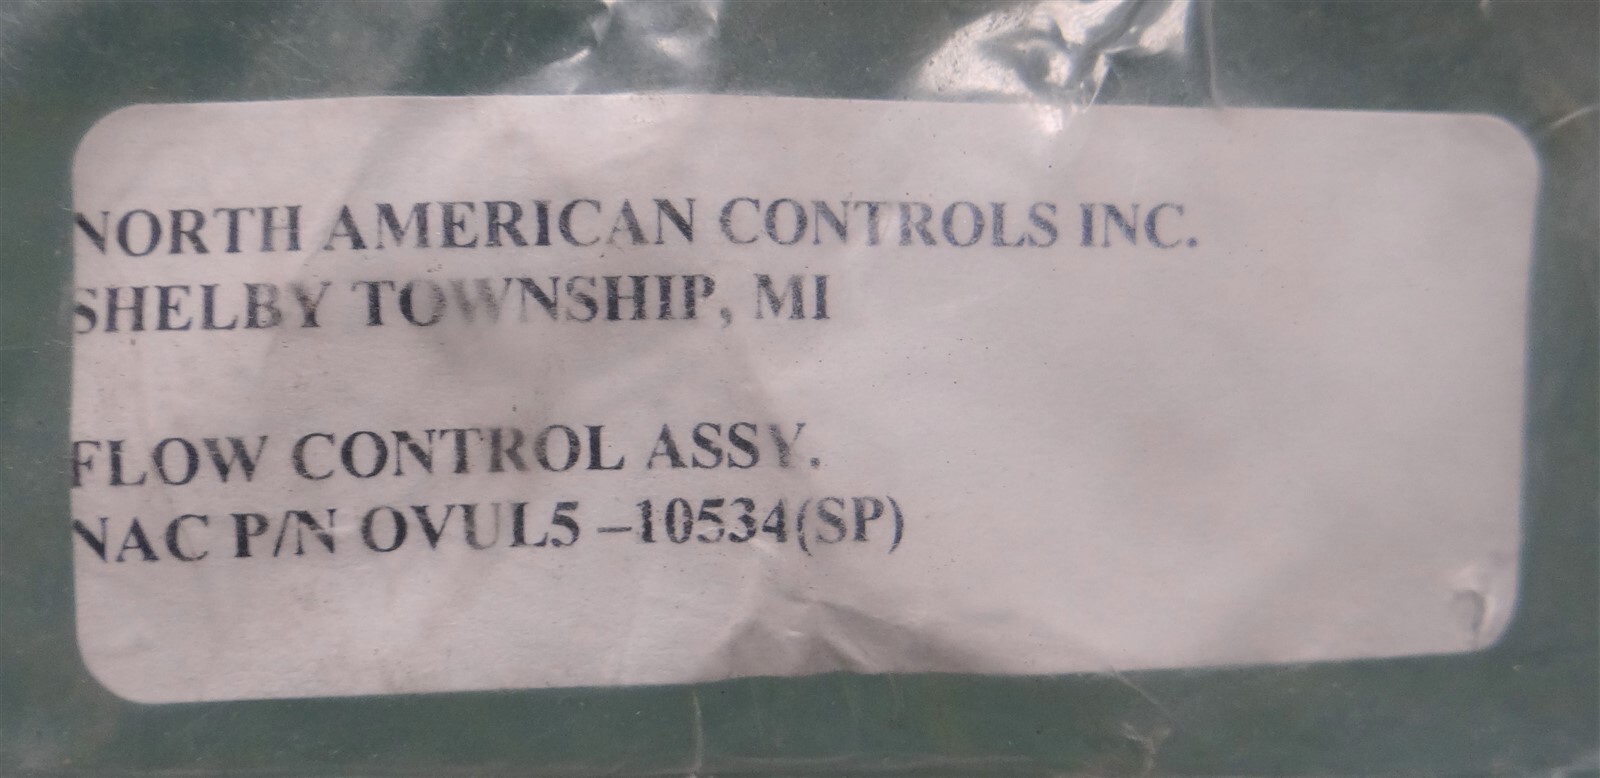 NORTH AMERICAN CONTROLS INC.
SHELBY TOWNSHIP, MI
FLOW CONTROL ASSY.
NAC P/N OVUL5 –10534(SP)